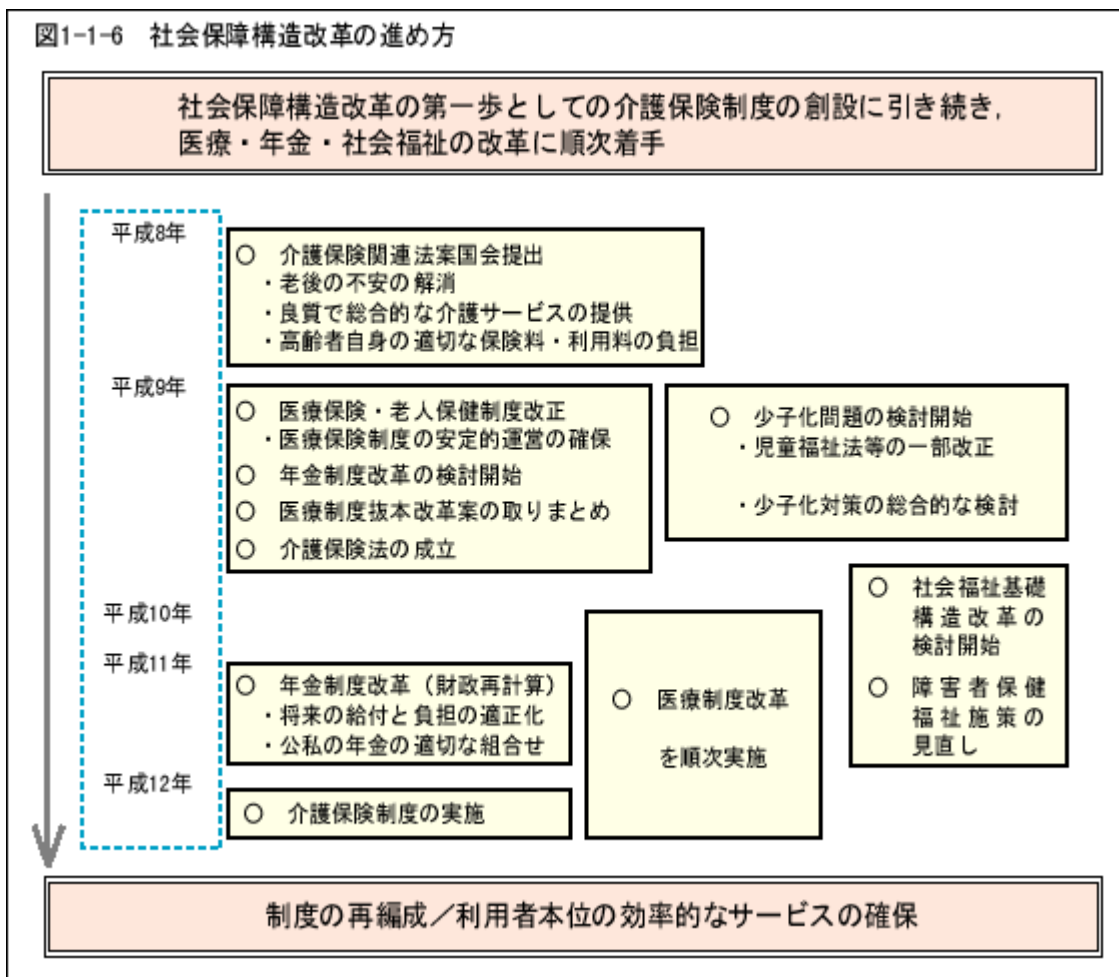 図1-1-6 社会保障構造改革の進め方
社会保障構造改革の第一歩としての介護保険制度の創設に引き続き,
医療・年金・社会福祉の改革に順次着手
平成8年
○ 介護保険関連法案国会提出
・老後の不安の解消
・良質で総合的な介護サービスの提供
・高齢者自身の適切な保険料・利用料の負担
平成9年
○ 医療保険・老人保健制度改正
・医療保険制度の安定的運営の確保
○ 年金制度改革の検討開始
○ 医療制度抜本改革案の取りまとめ
○ 介護保険法の成立
○ 少子化問題の検討開始
・児童福祉法等の一部改正
・少子化対策の総合的な検討
平成10年
○ 社会福祉基礎
構造改革の
検討開始
○ 障害者保健
福祉施策の
見直し
平成11年
○ 年金制度改革（財政再計算）
・将来の給付と負担の適正化
・公私の年金の適切な組合せ
○ 医療制度改革
を順次実施
平成12年
○ 介護保険制度の実施
制度の再編成／利用者本位の効率的なサービスの確保